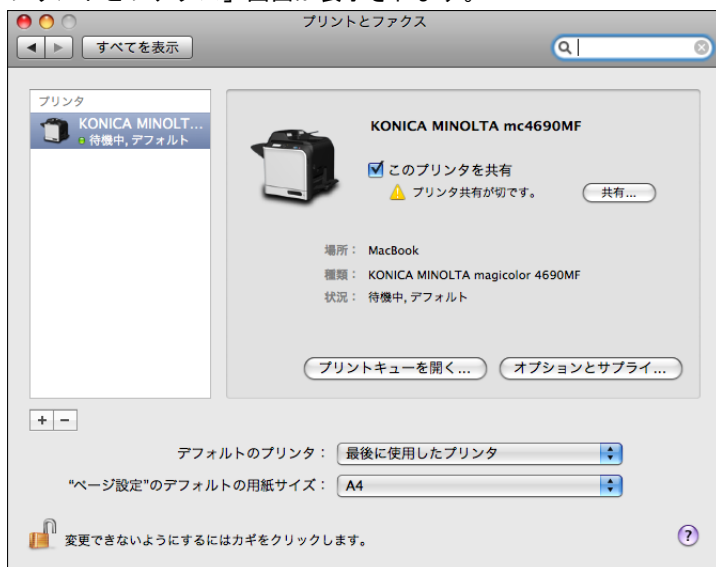 プリントとファクス
すべてを表示
プリンタ
KONICA MINOLT...
待機中, デフォルト
KONICA MINOLTA mc4690MF
このプリンタを共有
プリンタ共有が切です。
共有...
場所： MacBook
種類： KONICA MINOLTA magicolor 4690MF
状況： 待機中, デフォルト
プリントキューを開く...
オプションとサプライ...
+ −
デフォルトのプリンタ： 最後に使用したプリンタ
“ページ設定”のデフォルトの用紙サイズ： A4
変更できないようにするにはカギをクリックします。
?